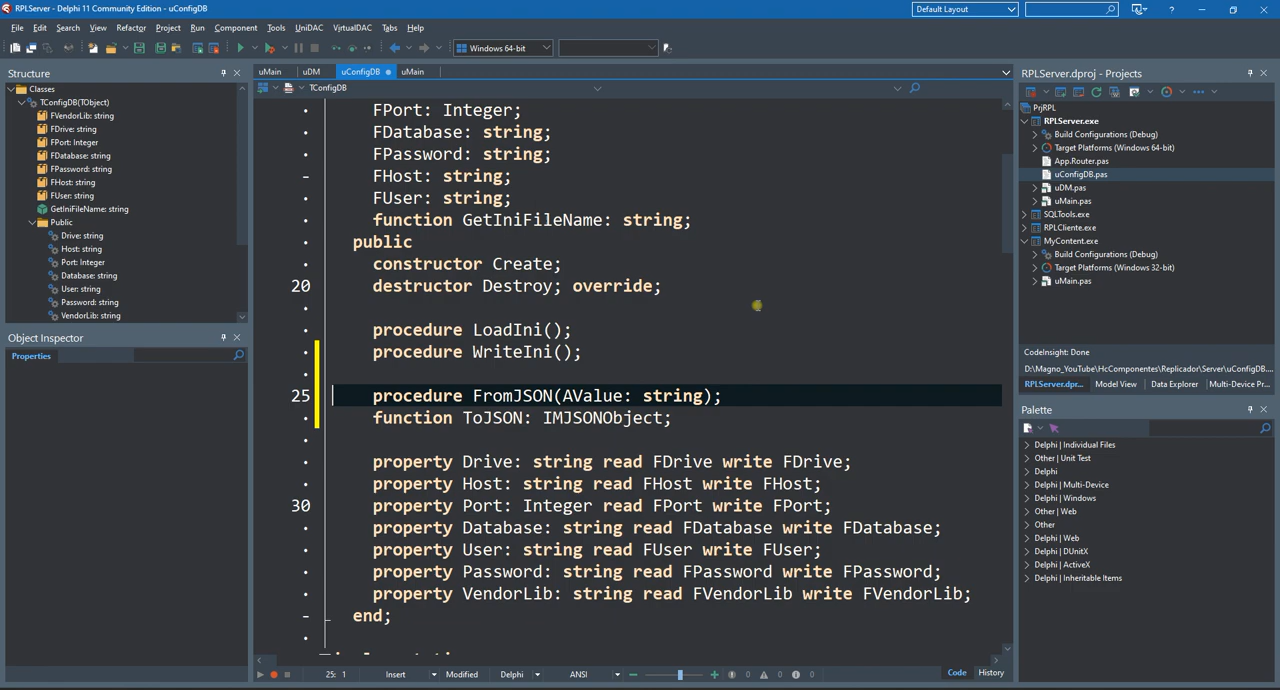 RPLServer - Delphi 11 Community Edition - uConfigDB
Default Layout
File Edit Search View Refactor Project Run Component Tools UniDAC VirtualDAC Tabs Help
Windows 64-bit
Structure
Classes
TConfigDB(TObject)
FVendorLib: string
FDrive: string
FPort: Integer
FDatabase: string
FPassword: string
FHost: string
FUser: string
GetIniFileName: string
Public
Drive: string
Host: string
Port: Integer
Database: string
User: string
Password: string
VendorLib: string
Object Inspector
Properties
uMain uDM uConfigDB uMain
TConfigDB
FPort: Integer;
FDatabase: string;
FPassword: string;
FHost: string;
FUser: string;
function GetIniFileName: string;
public
constructor Create;
20 destructor Destroy; override;
procedure LoadIni();
procedure WriteIni();
25 procedure FromJSON(AValue: string);
function ToJSON: IMJSONObject;
property Drive: string read FDrive write FDrive;
property Host: string read FHost write FHost;
30 property Port: Integer read FPort write FPort;
property Database: string read FDatabase write FDatabase;
property User: string read FUser write FUser;
property Password: string read FPassword write FPassword;
property VendorLib: string read FVendorLib write FVendorLib;
end;
25: 1 Insert Modified Delphi ANSI 0 0 0 Code History
RPLServer.dproj - Projects
PrjRPL
RPLServer.exe
Build Configurations (Debug)
Target Platforms (Windows 64-bit)
App.Router.pas
uConfigDB.pas
uDM.pas
uMain.pas
SQLTools.exe
RPLCliente.exe
MyContent.exe
Build Configurations (Debug)
Target Platforms (Windows 32-bit)
uMain.pas
CodeInsight: Done
D:\Magno_YouTube\HcComponentes\Replicador\Server\uConfigDB....
RPLServer.dpr... Model View Data Explorer Multi-Device Pr...
Palette
Delphi | Individual Files
Other | Unit Test
Delphi
Delphi | Multi-Device
Delphi | Windows
Other | Web
Other
Delphi | Web
Delphi | DUnitX
Delphi | ActiveX
Delphi | Inheritable Items